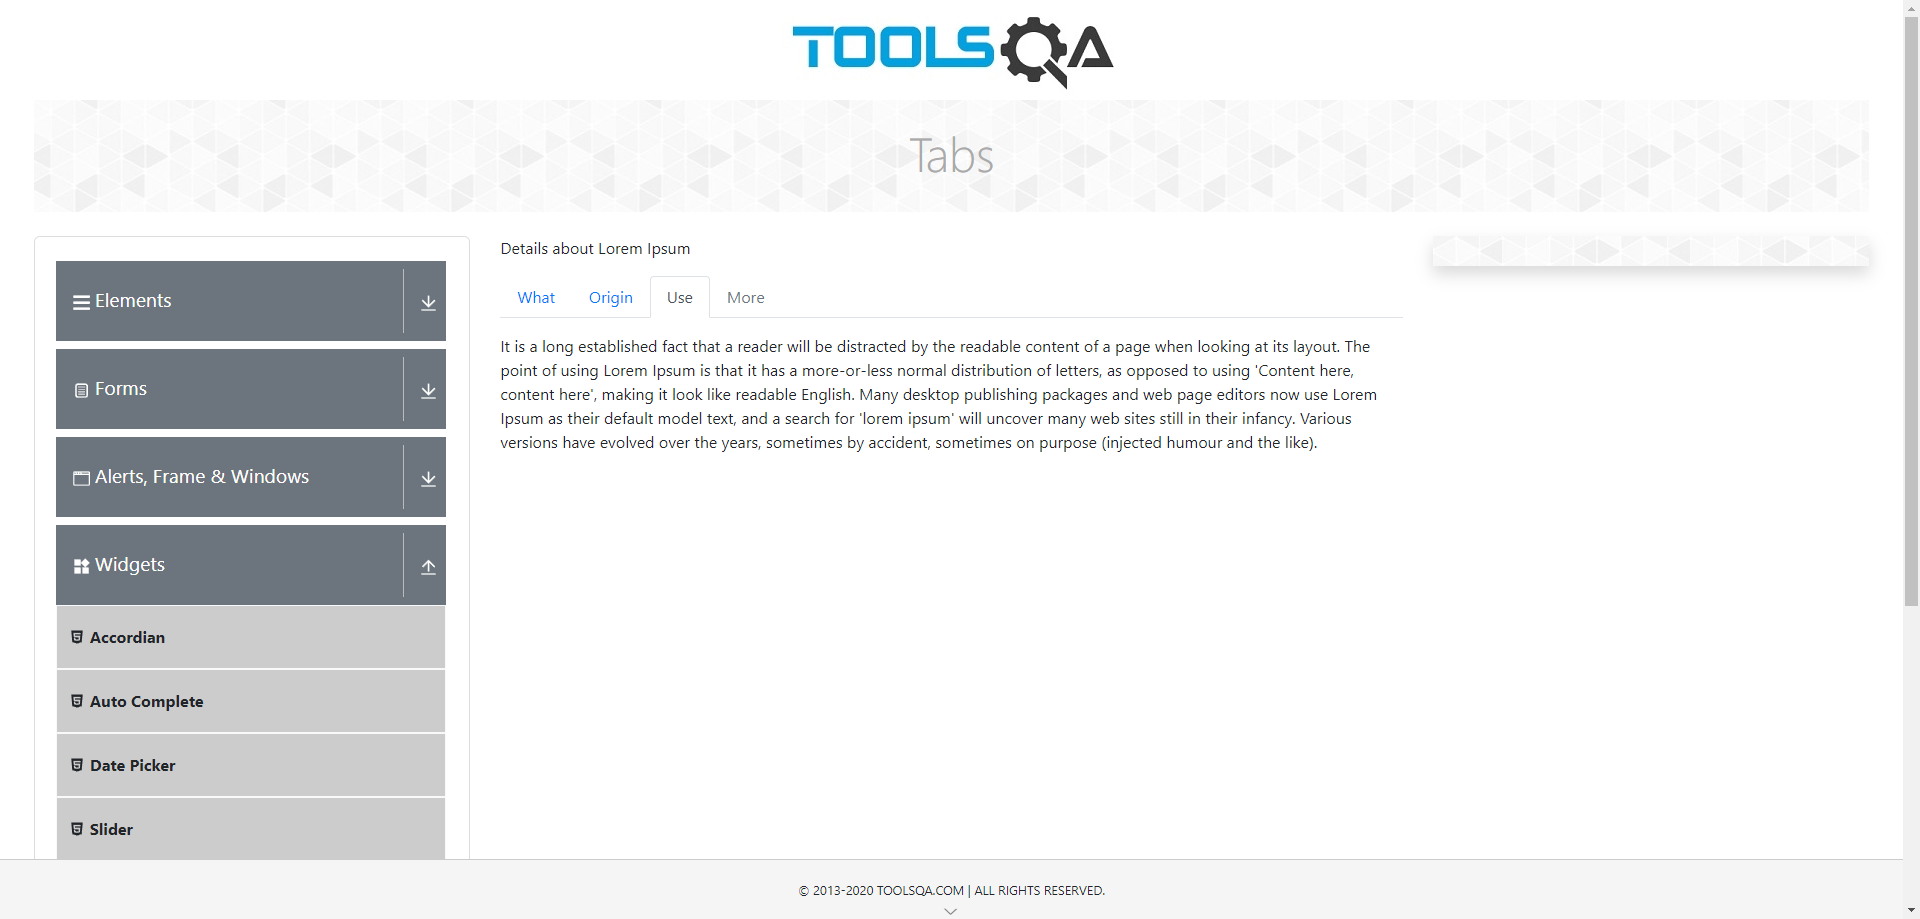 TOOLSQA
Tabs
Elements
Forms
Alerts, Frame & Windows
Widgets
Accordian
Auto Complete
Date Picker
Slider
Details about Lorem Ipsum
What Origin Use More
It is a long established fact that a reader will be distracted by the readable content of a page when looking at its layout. The
point of using Lorem Ipsum is that it has a more-or-less normal distribution of letters, as opposed to using 'Content here,
content here', making it look like readable English. Many desktop publishing packages and web page editors now use Lorem
Ipsum as their default model text, and a search for 'lorem ipsum' will uncover many web sites still in their infancy. Various
versions have evolved over the years, sometimes by accident, sometimes on purpose (injected humour and the like).
© 2013-2020 TOOLSQA.COM | ALL RIGHTS RESERVED.